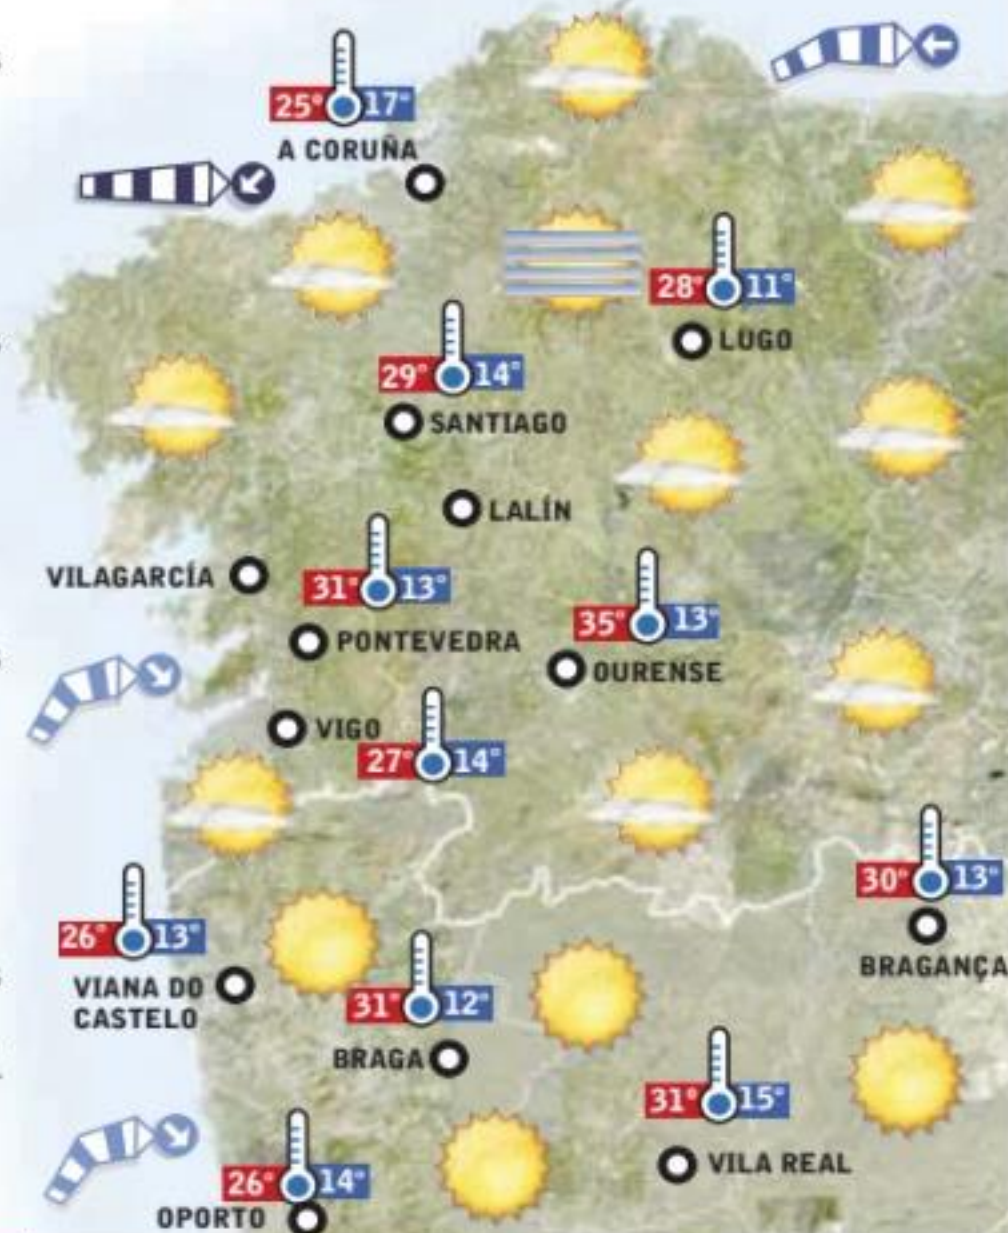 25° 17°
A CORUÑA
28° 11°
LUGO
29° 14°
SANTIAGO
LALÍN
VILAGARCÍA
31° 13°
PONTEVEDRA
35° 13°
OURENSE
VIGO
27° 14°
30° 13°
BRAGANÇA
26° 13°
VIANA DO
CASTELO
31° 12°
BRAGA
31° 15°
VILA REAL
26° 14°
OPORTO